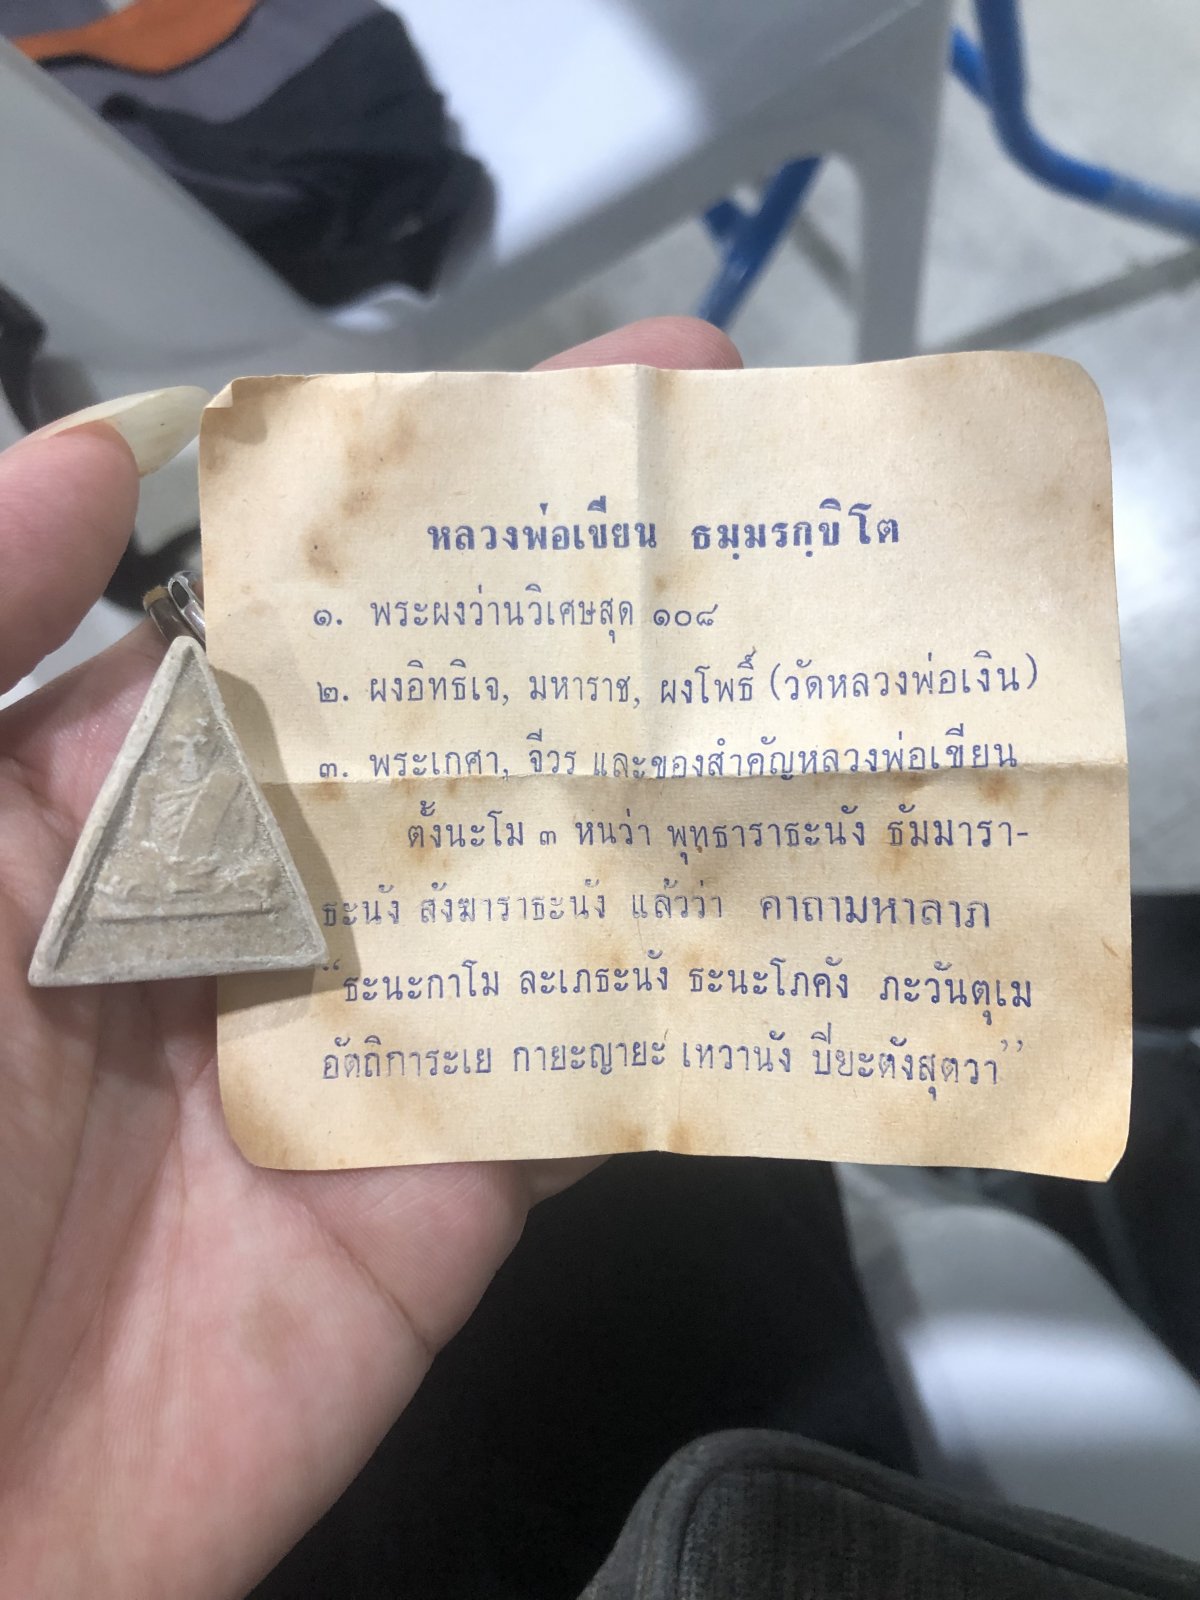 หลวงพ่อเขียน ธมฺมรกฺขิโต
๑. พระผงว่านวิเศษสุด ๑๐๘
๒. ผงอิทธิเจ, มหาราช, ผงโพธิ์ (วัดหลวงพ่อเงิน)
๓. พระเกศา, จีวร และของสำคัญหลวงพ่อเขียน
ตั้งนะโม ๓ หนว่า พุทธาราธะนัง ธัมมารา-
ธะนัง สังฆาราธะนัง แล้วว่า คาถามหาลาภ
“ธะนะกาโม ละเภธะนัง ธะนะโภคัง ภะวันตุเม
อัตถิการะเย กายะญายะ เทวานัง ปียะตังสุตวา”